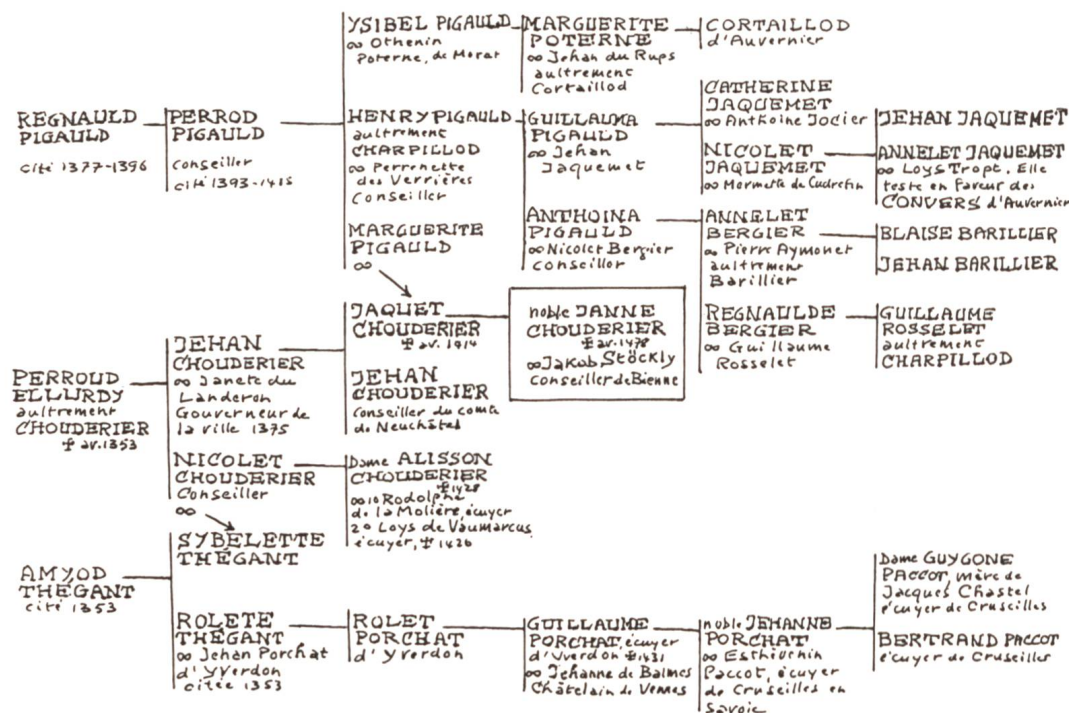 REGNAULD
PIGAULD
cité 1377-1396
PERROD
PIGAULD
Conseiller
cité 1393-1415
YSIBEL PIGAULD
∞ Othenin
Poterne, de Morat
HENRY PIGAULD
aultrement
CHARPILLOD
∞ Perronette
des Verrières
Conseiller
MARGUERITE
PIGAULD
∞
MARGUERITE
POTERNE
∞ Jehan du Rups
aultrement
Cortaillod
GUILLAUMA
PIGAULD
∞ Jehan
Jaquemet
ANTHOINA
PIGAULD
∞ Nicolet Bergier
Conseiller
CORTAILLOD
d'Auvernier
CATHERINE
JAQUEMET
∞ Anthoine Jodier
NICOLET
JAQUEMET
∞ Mermette de Cudrefin
ANNELET
BERGIER
∞ Pierre Aymonet
aultrement
Barillier
REGNAULDE
BERGIER
∞ Guillaume
Rosselet
JEHAN JAQUEMET
ANNELET JAQUEMET
∞ Loys Tropt. Elle
teste en faveur des
CONVERS d'Auvernier
BLAISE BARILLIER
JEHAN BARILLIER
GUILLAUME
ROSSELET
aultrement
CHARPILLOD
PERROUD
ELLURDY
aultrement
CHOUDERIER
✝ av. 1353
JEHAN
CHOUDERIER
∞ Janete du
Landeron
Gouverneur de
la ville 1375
NICOLET
CHOUDERIER
Conseiller
∞
JAQUET
CHOUDERIER
✝ av. 1914
JEHAN
CHOUDERIER
Conseiller du comte
de Neuchâtel
Dame ALISSON
CHOUDERIER
✝ 1428
∞ 1º Rodolphe
de la Molière, écuyer
2º Loys de Vaumarcus
écuyer, ✝ 1426
noble JANNE
CHOUDERIER
✝ av. 1478
∞ Jakob Stöckly
Conseiller de Bienne
AMYOD
THÉGANT
cité 1353
SYBELETTE
THÉGANT
ROLETE
THÉGANT
∞ Jehan Porchat
d'Yverdon
citée 1353
ROLET
PORCHAT
d'Yverdon
GUILLAUME
PORCHAT, écuyer
d'Yverdon ✝ 1431
∞ Jehanne de Balmes
Châtelain de Vennes
noble JEHANNE
PORCHAT
∞ Esthievnin
Paccot, écuyer
de Cruseilles en
Savoie
Dame GUYGONE
PACCOT, mère de
Jacques Chastel
écuyer de Cruseilles
BERTRAND PACCOT
écuyer de Cruseilles